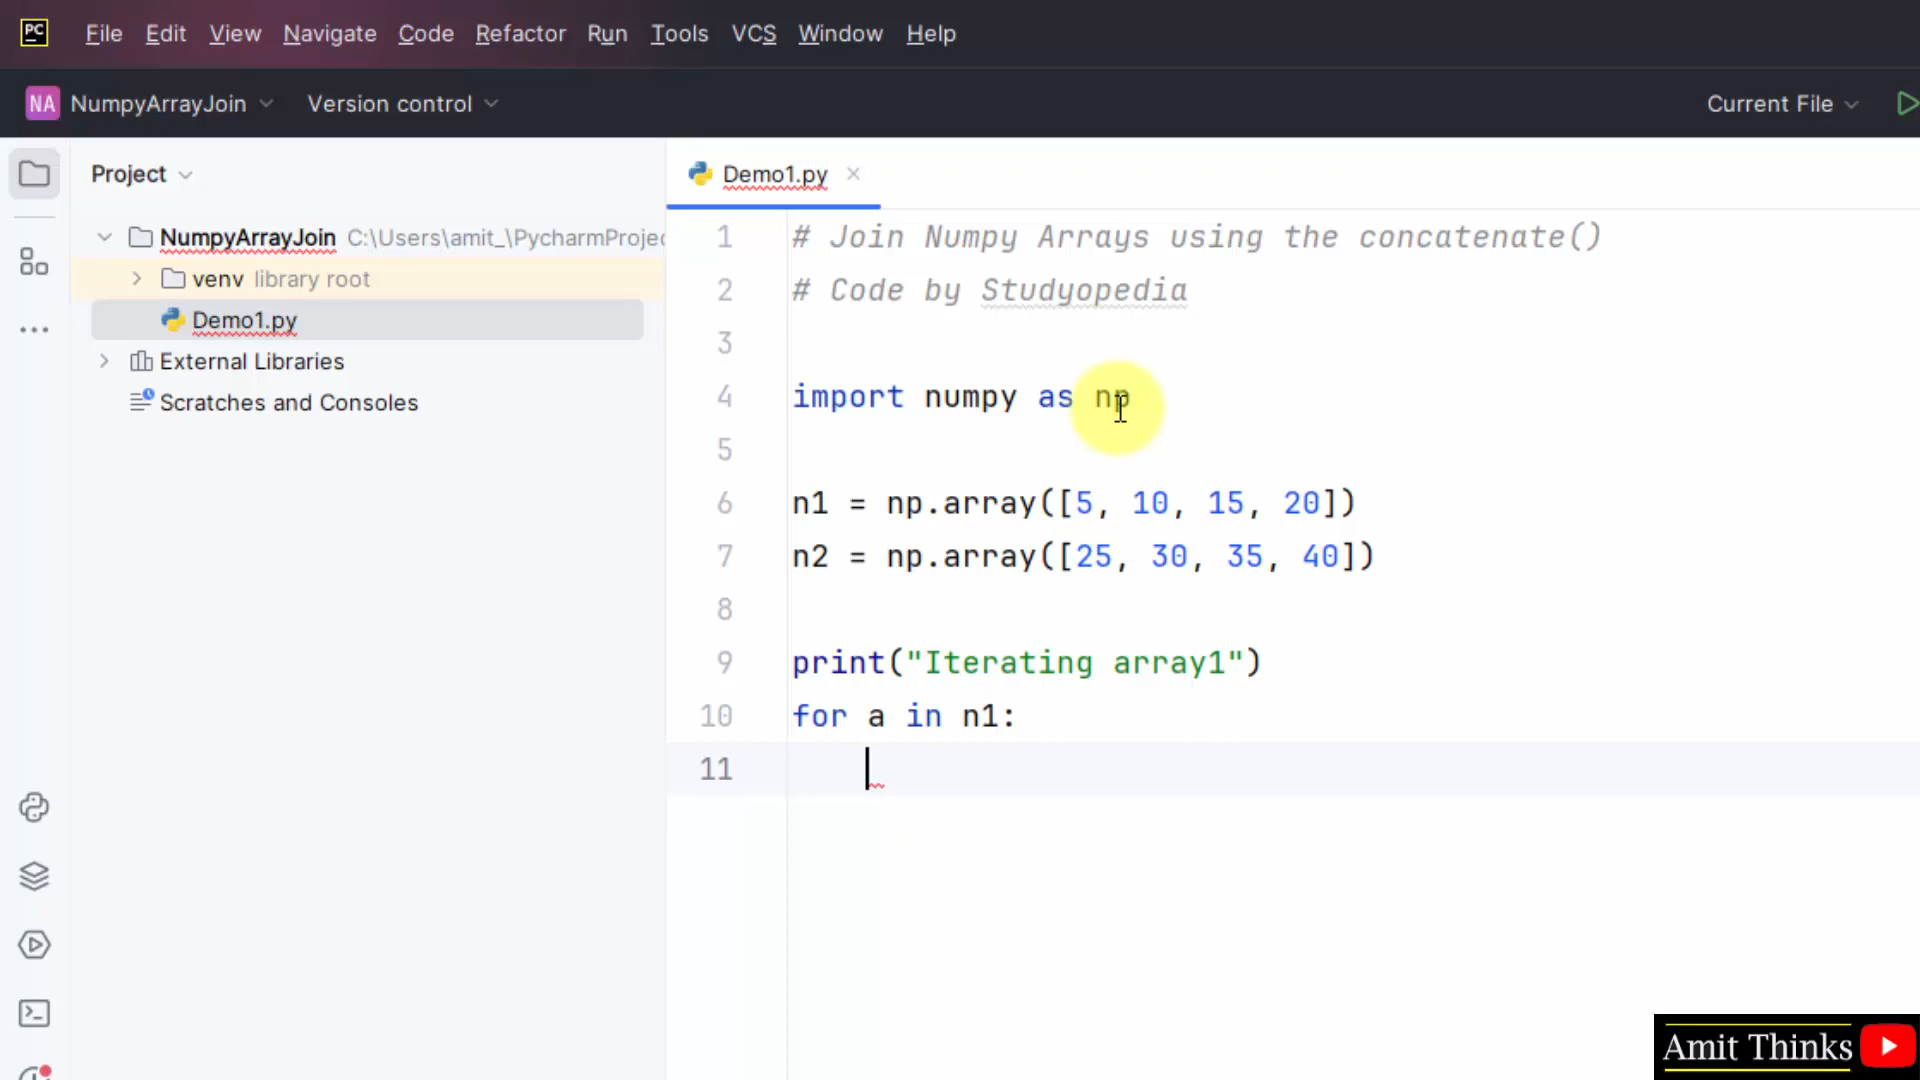 PC File Edit View Navigate Code Refactor Run Tools VCS Window Help
NA NumpyArrayJoin Version control Current File
Project
NumpyArrayJoin C:\Users\amit_\PycharmProjec
venv library root
Demo1.py
External Libraries
Scratches and Consoles
Demo1.py
1 # Join Numpy Arrays using the concatenate()
2 # Code by Studyopedia
3
4 import numpy as np
5
6 n1 = np.array([5, 10, 15, 20])
7 n2 = np.array([25, 30, 35, 40])
8
9 print("Iterating array1")
10 for a in n1:
11
Amit Thinks